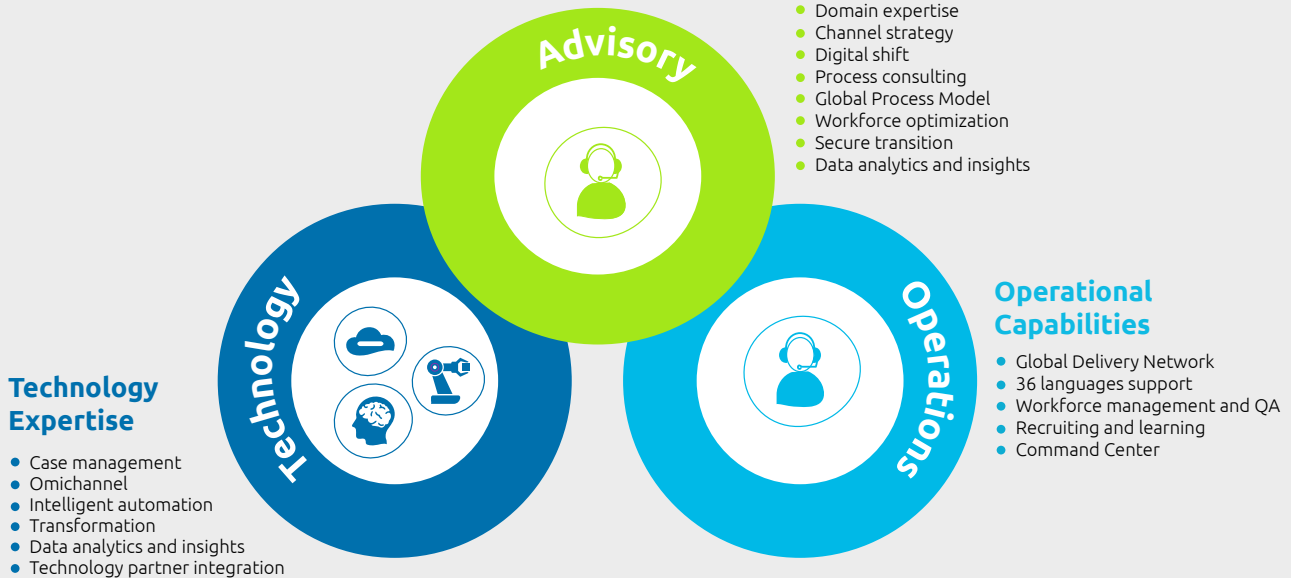 Advisory
Domain expertise
Channel strategy
Digital shift
Process consulting
Global Process Model
Workforce optimization
Secure transition
Data analytics and insights
Technology
Technology
Expertise
Case management
Omichannel
Intelligent automation
Transformation
Data analytics and insights
Technology partner integration
Operations
Operational
Capabilities
Global Delivery Network
36 languages support
Workforce management and QA
Recruiting and learning
Command Center